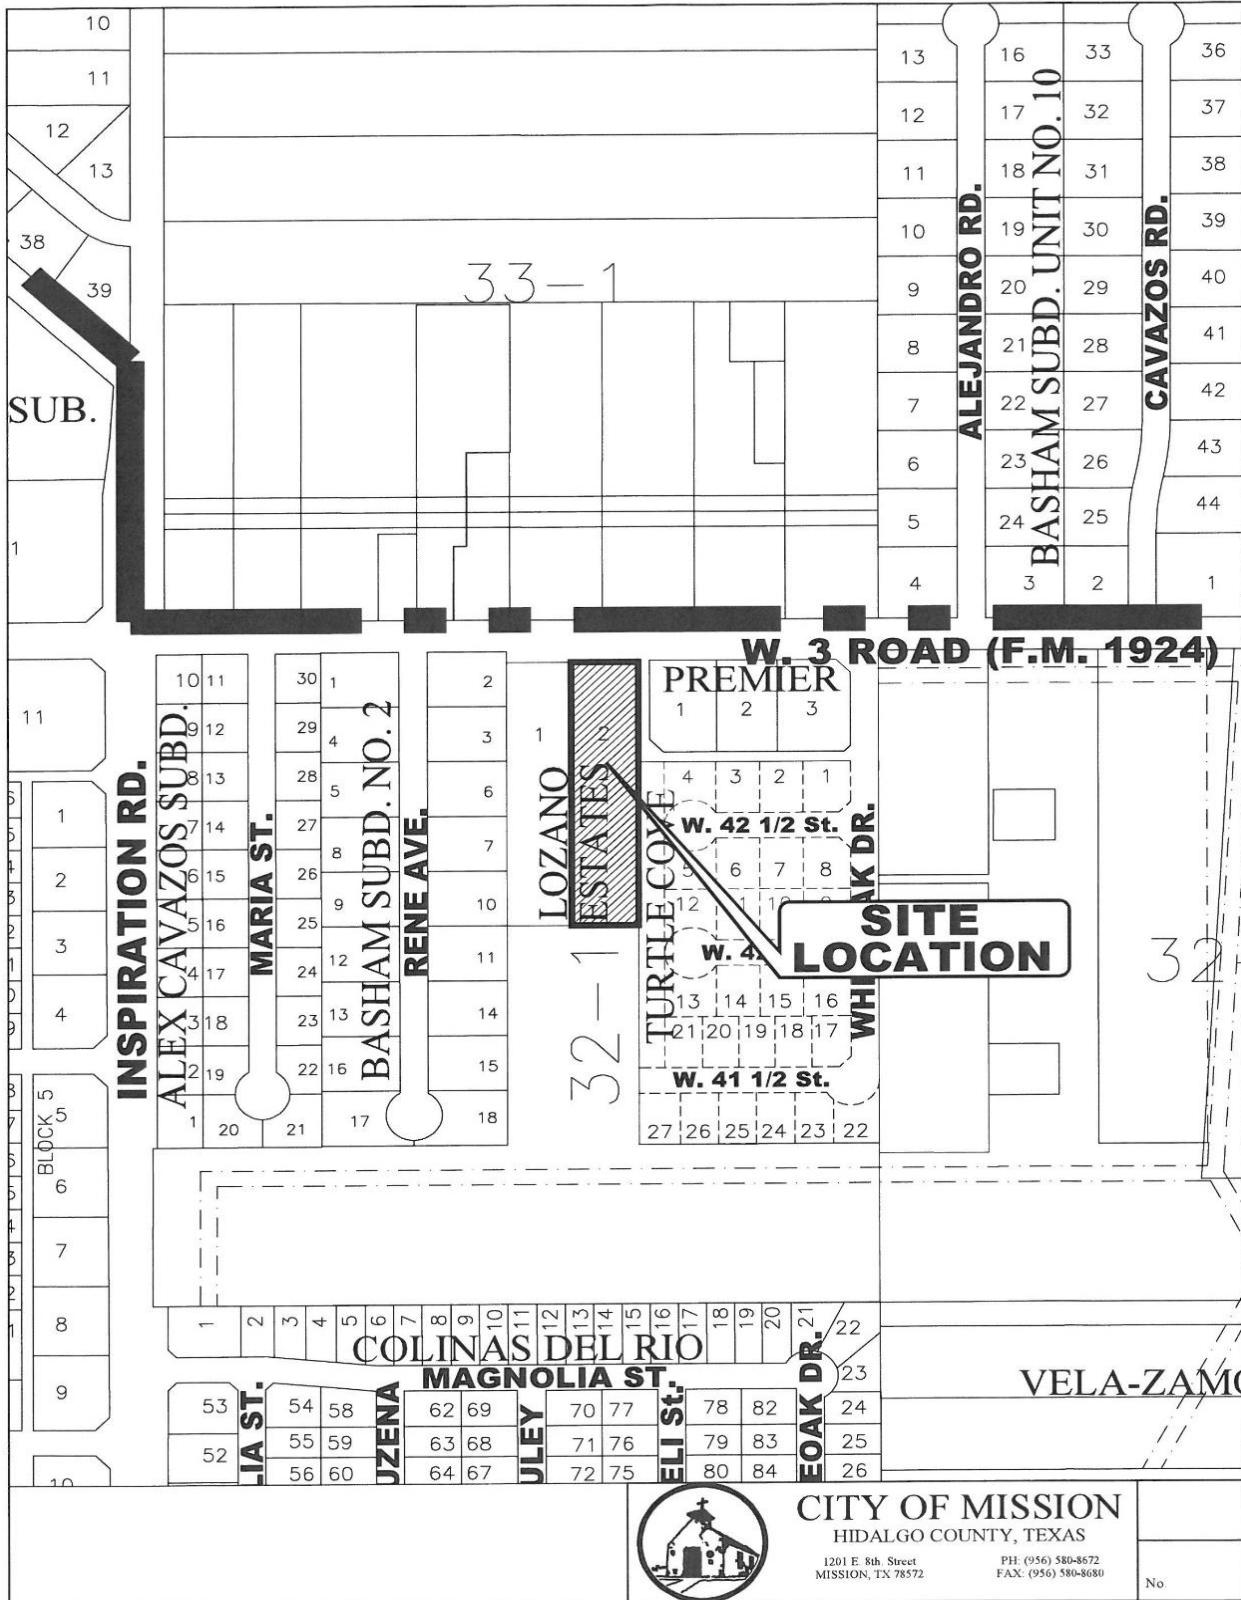 10
11
12
13
38
39
SUB.
1
33-1
13
12
11
10
9
8
7
6
5
4
ALEJANDRO RD.
16
17
18
19
20
21
22
23
24
3
BASHAM SUBD. UNIT NO. 10
33
32
31
30
29
28
27
26
25
2
CAVAZOS RD.
36
37
38
39
40
41
42
43
44
1
W. 3 ROAD (F.M. 1924)
11
1
2
3
4
BLOCK 5
5
6
7
8
9
10
INSPIRATION RD.
ALEX CAVAZOS SUBD.
10 11
9 12
8 13
7 14
6 15
5 16
4 17
3 18
2 19
1 20
MARIA ST.
30
29
28
27
26
25
24
23
22
21
1
4
5
8
9
12
13
16
17
BASHAM SUBD. NO. 2
RENE AVE.
2
3
6
7
10
11
14
15
18
LOZANO
ESTATES
1
2
32-1
PREMIER
1 2 3
TURTLE COVE
4 3 2 1
W. 42 1/2 St.
5 6 7 8
12
SITE
LOCATION
13 14 15 16
21 20 19 18 17
W. 41 1/2 St.
27 26 25 24 23 22
32
1 2 3 4 5 6 7 8 9 10 11 12 13 14 15 16 17 18 19 20 21 22
COLINAS DEL RIO
MAGNOLIA ST.
23
53 54 58 62 69 70 77 78 82 24
52 55 59 63 68 71 76 79 83 25
56 60 64 67 72 75 80 84 26
LIA ST.
UZENA
ULEY
ELI St.
EOAK DR.
VELA-ZAMO
CITY OF MISSION
HIDALGO COUNTY, TEXAS
1201 E. 8th. Street
MISSION, TX 78572
PH: (956) 580-8672
FAX: (956) 580-8680
No.